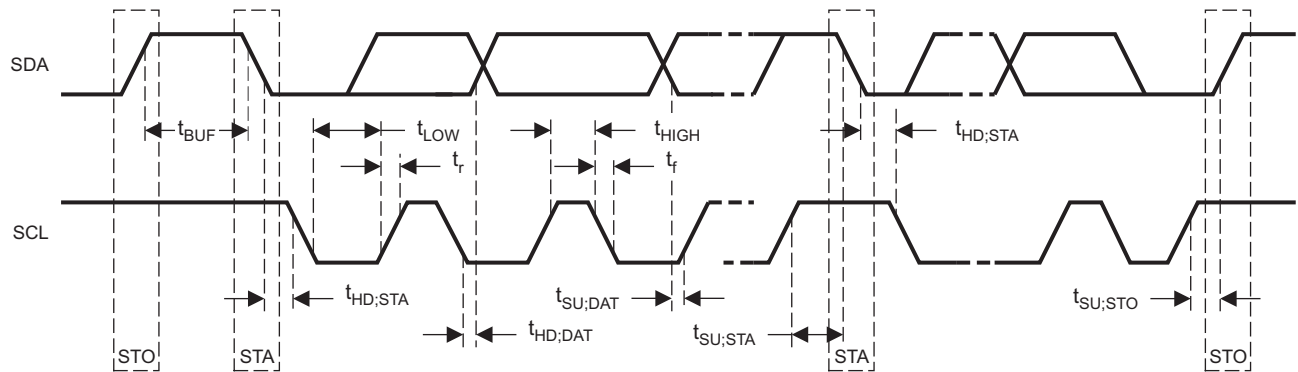 SDA
tBUF
tLOW
tHIGH
tHD;STA
tr
tf
SCL
tHD;STA
tSU;DAT
tSU;STO
tHD;DAT
tSU;STA
STO
STA
STA
STO